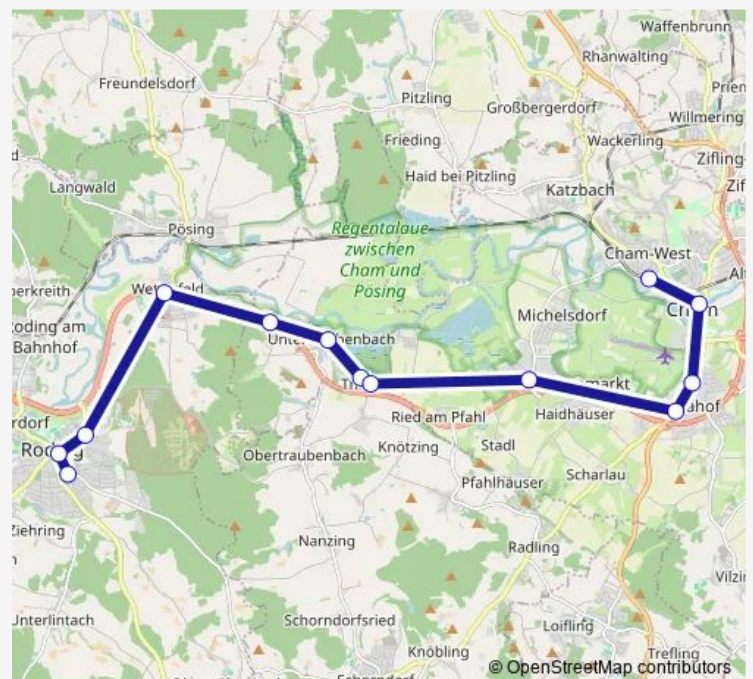 Waffenbrunn
Rhanwalting
Freundelsdorf
Pitzling
Großbergerdorf
Willmering
Frieding
Wackerling
Zifling
Haid bei Pitzling
Langwald
Katzbach
Pösing
Regentalaue
zwischen
Cham und
Pösing
Cham-West
Michelsdorf
Roding am
Bahnhof
Ried am Pfahl
Haidhäuser
Obertraubenbach
Knötzing
Stadl
Pfahlhäuser
Scharlau
Nanzing
Radling
Unterlintach
Schorndorfsried
Loifling
Knöbling
Trefling
© OpenStreetMap contributors